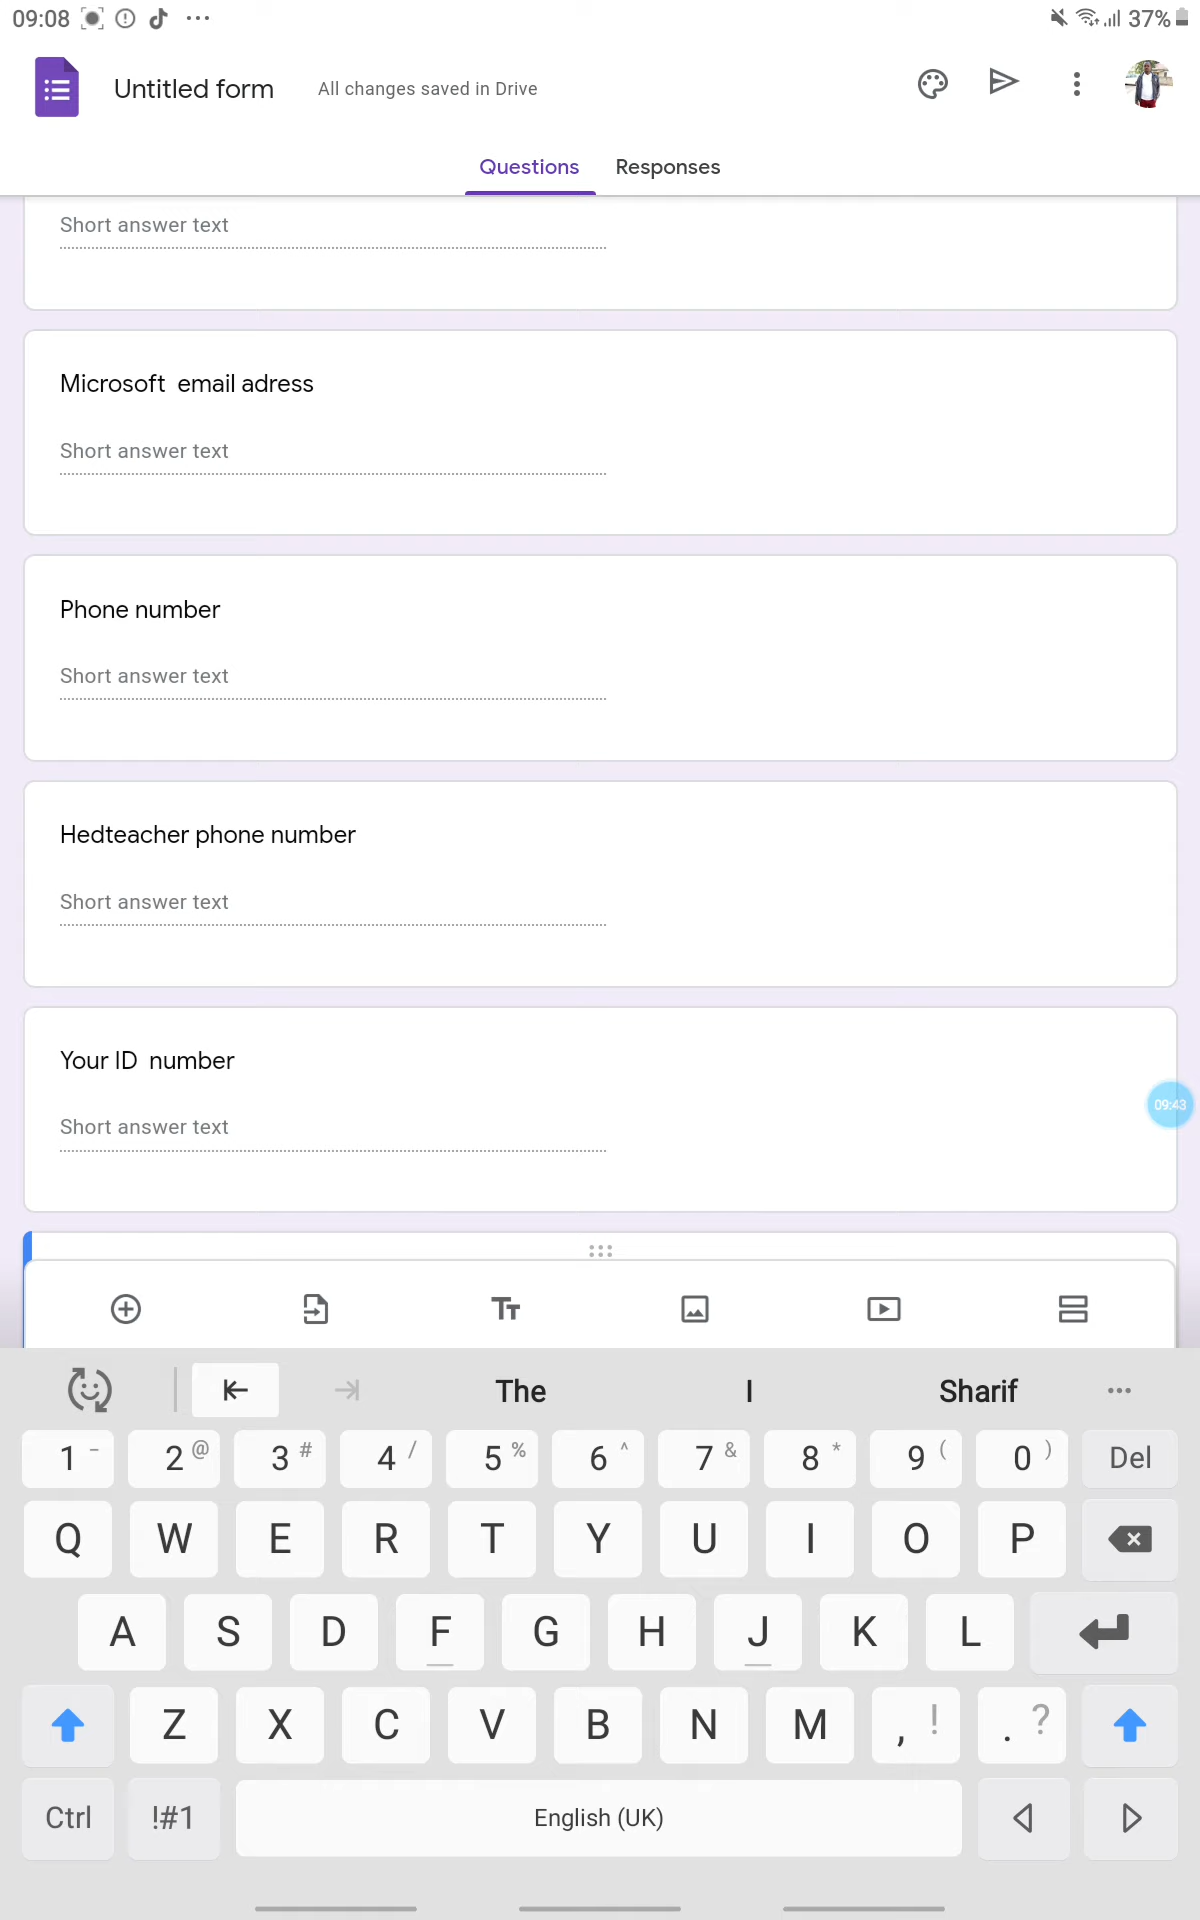 09:08
37%
Untitled form
All changes saved in Drive
Questions Responses
Short answer text
Microsoft  email adress
Short answer text
Phone number
Short answer text
Hedteacher phone number
Short answer text
Your ID  number
Short answer text
09:43
The I Sharif
1 - 2 @ 3 # 4 / 5 % 6 ^ 7 & 8 * 9 ( 0 ) Del
Q W E R T Y U I O P
A S D F G H J K L
Z X C V B N M , ! . ?
Ctrl !#1 English (UK)